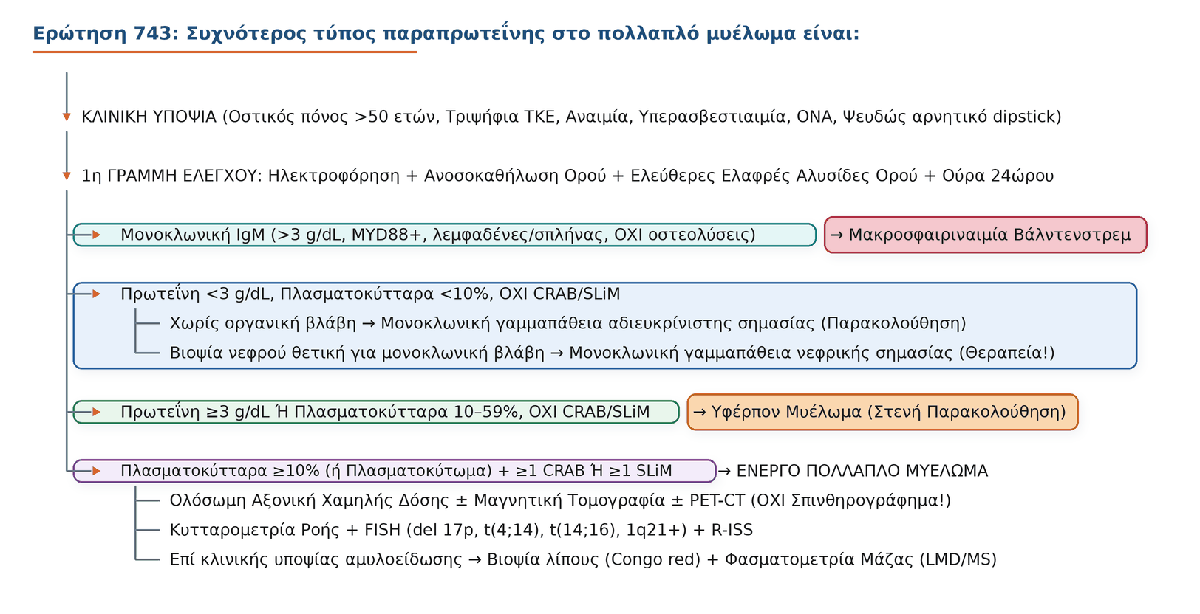 Ερώτηση 743: Συχνότερος τύπος παραπρωτεΐνης στο πολλαπλό μυέλωμα είναι:
ΚΛΙΝΙΚΗ ΥΠΟΨΙΑ (Οστικός πόνος >50 ετών, Τριψήφια ΤΚΕ, Αναιμία, Υπερασβεστιαιμία, ΟΝΑ, Ψευδώς αρνητικό dipstick)
1η ΓΡΑΜΜΗ ΕΛΕΓΧΟΥ: Ηλεκτροφόρηση + Ανοσοκαθήλωση Ορού + Ελεύθερες Ελαφρές Αλυσίδες Ορού + Ούρα 24ώρου
Μονοκλωνική IgM (>3 g/dL, MYD88+, λεμφαδένες/σπλήνας, ΟΧΙ οστεολύσεις) → Μακροσφαιριναιμία Βάλντενστρεμ
Πρωτεΐνη <3 g/dL, Πλασματοκύτταρα <10%, ΟΧΙ CRAB/SLiM
Χωρίς οργανική βλάβη → Μονοκλωνική γαμμαπάθεια αδιευκρίνιστης σημασίας (Παρακολούθηση)
Βιοψία νεφρού θετική για μονοκλωνική βλάβη → Μονοκλωνική γαμμαπάθεια νεφρικής σημασίας (Θεραπεία!)
Πρωτεΐνη ≥3 g/dL Ή Πλασματοκύτταρα 10–59%, ΟΧΙ CRAB/SLiM → Υφέρπον Μυέλωμα (Στενή Παρακολούθηση)
Πλασματοκύτταρα ≥10% (ή Πλασματοκύτωμα) + ≥1 CRAB Ή ≥1 SLiM → ΕΝΕΡΓΟ ΠΟΛΛΑΠΛΟ ΜΥΕΛΩΜΑ
Ολόσωμη Αξονική Χαμηλής Δόσης ± Μαγνητική Τομογραφία ± PET-CT (ΟΧΙ Σπινθηρογράφημα!)
Κυτταρομετρία Ροής + FISH (del 17p, t(4;14), t(14;16), 1q21+) + R-ISS
Επί κλινικής υποψίας αμυλοείδωσης → Βιοψία λίπους (Congo red) + Φασματομετρία Μάζας (LMD/MS)